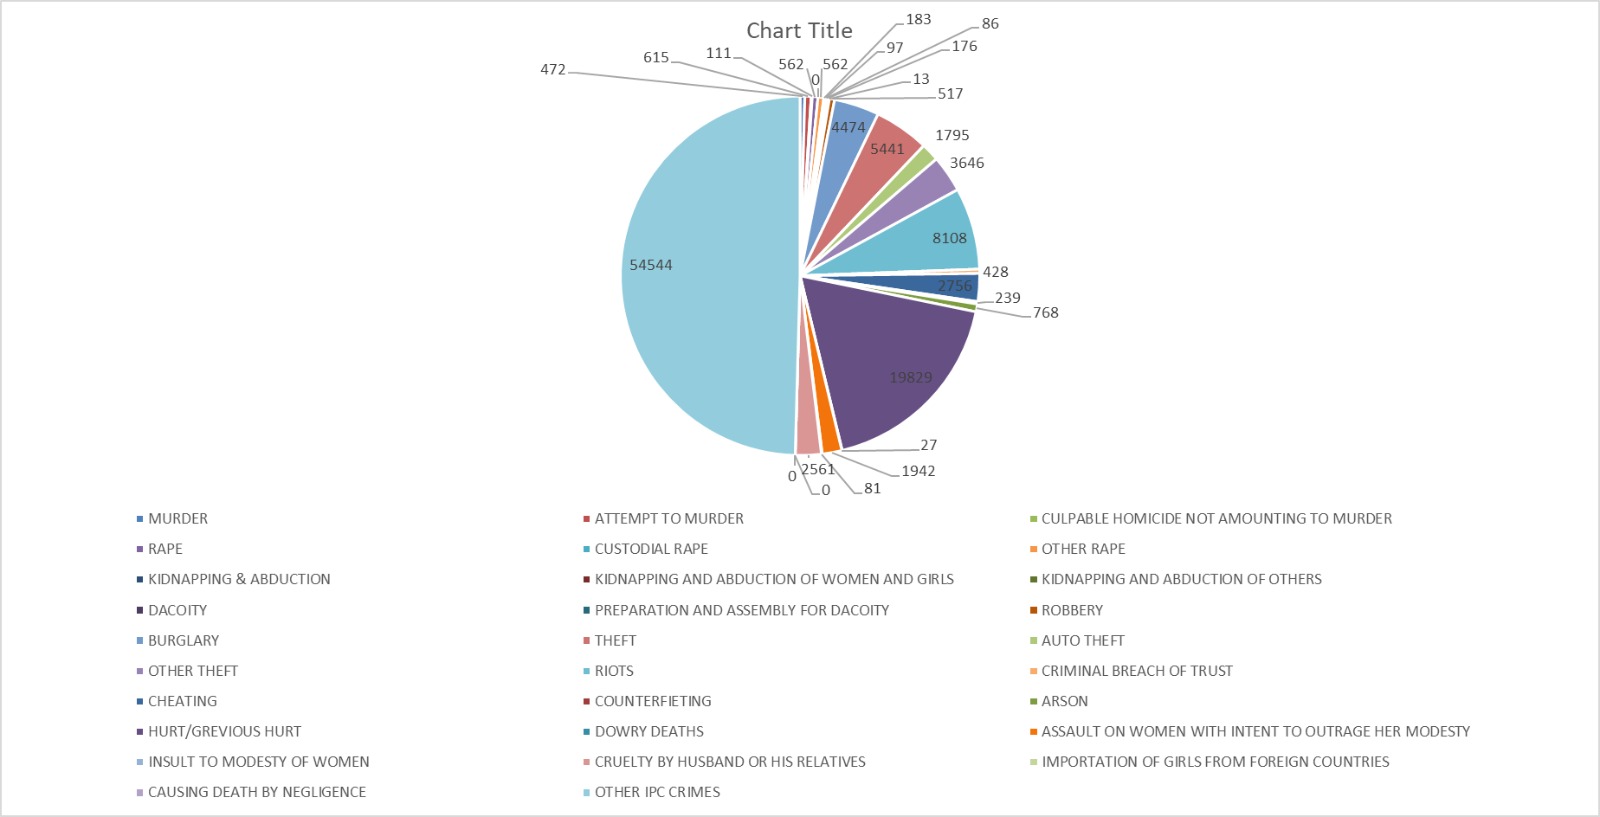 Chart Title
472
615
111
562
0
562
183
97
86
176
13
517
4474
5441
1795
3646
8108
428
2756
239
768
19829
27
1942
81
2561
0
0
54544
MURDER
ATTEMPT TO MURDER
CULPABLE HOMICIDE NOT AMOUNTING TO MURDER
RAPE
CUSTODIAL RAPE
OTHER RAPE
KIDNAPPING & ABDUCTION
KIDNAPPING AND ABDUCTION OF WOMEN AND GIRLS
KIDNAPPING AND ABDUCTION OF OTHERS
DACOITY
PREPARATION AND ASSEMBLY FOR DACOITY
ROBBERY
BURGLARY
THEFT
AUTO THEFT
OTHER THEFT
RIOTS
CRIMINAL BREACH OF TRUST
CHEATING
COUNTERFIETING
ARSON
HURT/GREVIOUS HURT
DOWRY DEATHS
ASSAULT ON WOMEN WITH INTENT TO OUTRAGE HER MODESTY
INSULT TO MODESTY OF WOMEN
CRUELTY BY HUSBAND OR HIS RELATIVES
IMPORTATION OF GIRLS FROM FOREIGN COUNTRIES
CAUSING DEATH BY NEGLIGENCE
OTHER IPC CRIMES